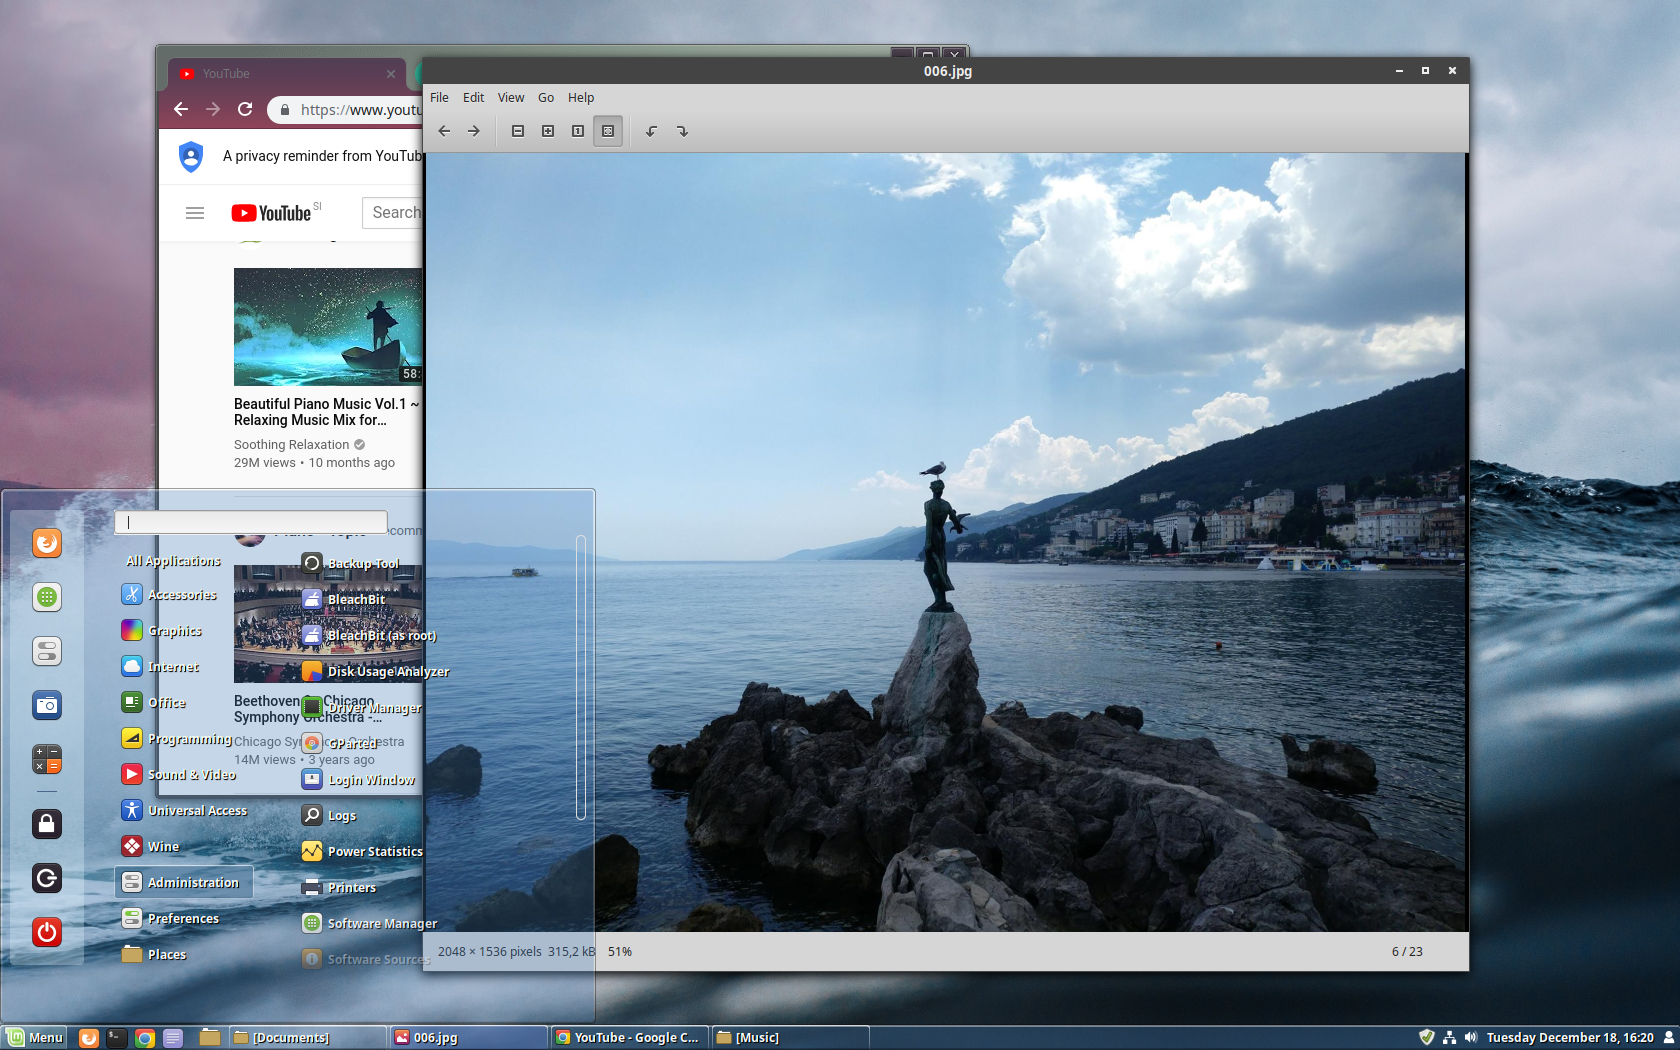 YouTube
https://www.youtu
A privacy reminder from YouTub
YouTube SI
Search
58:
Beautiful Piano Music Vol.1 ~
Relaxing Music Mix for...
Soothing Relaxation
29M views • 10 months ago
006.jpg
File Edit View Go Help
All Applications
Accessories
Graphics
Internet
Office
Programming
Sound & Video
Universal Access
Wine
Administration
Preferences
Places
Backup Tool
BleachBit
BleachBit (as root)
Disk Usage Analyzer
Driver Manager
GParted
Login Window
Logs
Power Statistics
Printers
Software Manager
Software Sources
Beethoven Chicago
Symphony Orchestra -...
Chicago Symphony Orchestra
14M views • 3 years ago
2048 × 1536 pixels 315,2 kB 51%
6 / 23
Menu
[Documents]
006.jpg
YouTube - Google C...
[Music]
Tuesday December 18, 16:20